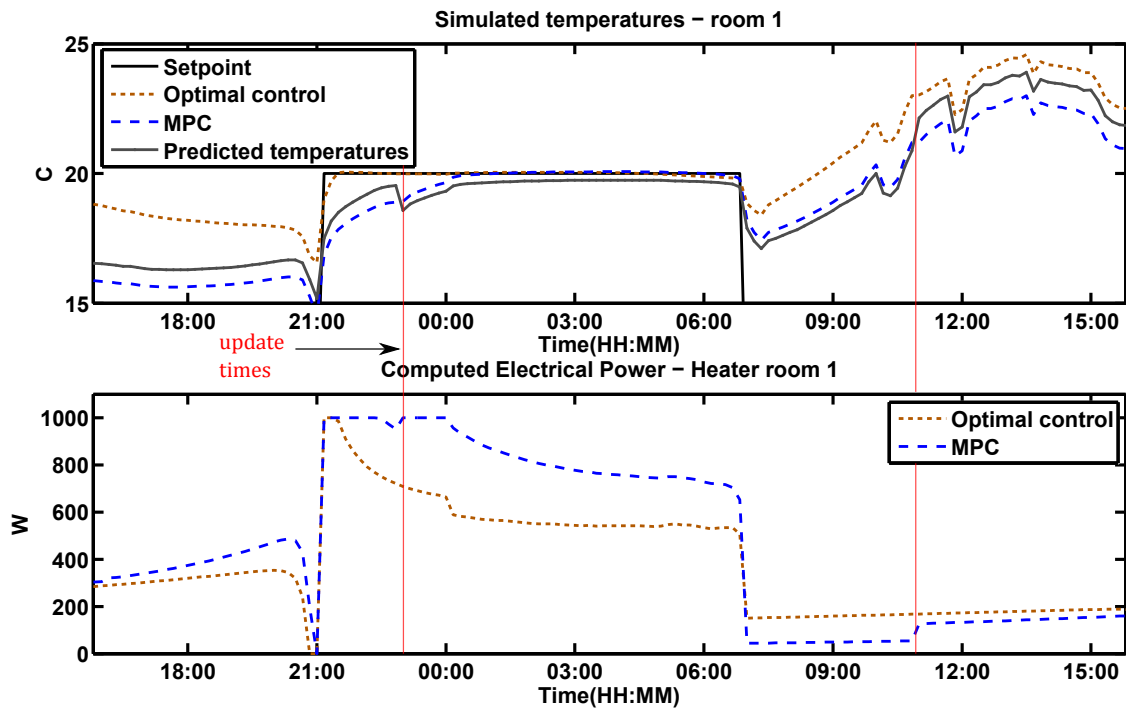 Simulated temperatures − room 1
25
20
15
C
Setpoint
Optimal control
MPC
Predicted temperatures
18:00 21:00 00:00 03:00 06:00 09:00 12:00 15:00
Time(HH:MM)
update
times
Computed Electrical Power − Heater room 1
1000
800
600
400
200
0
W
Optimal control
MPC
18:00 21:00 00:00 03:00 06:00 09:00 12:00 15:00
Time(HH:MM)